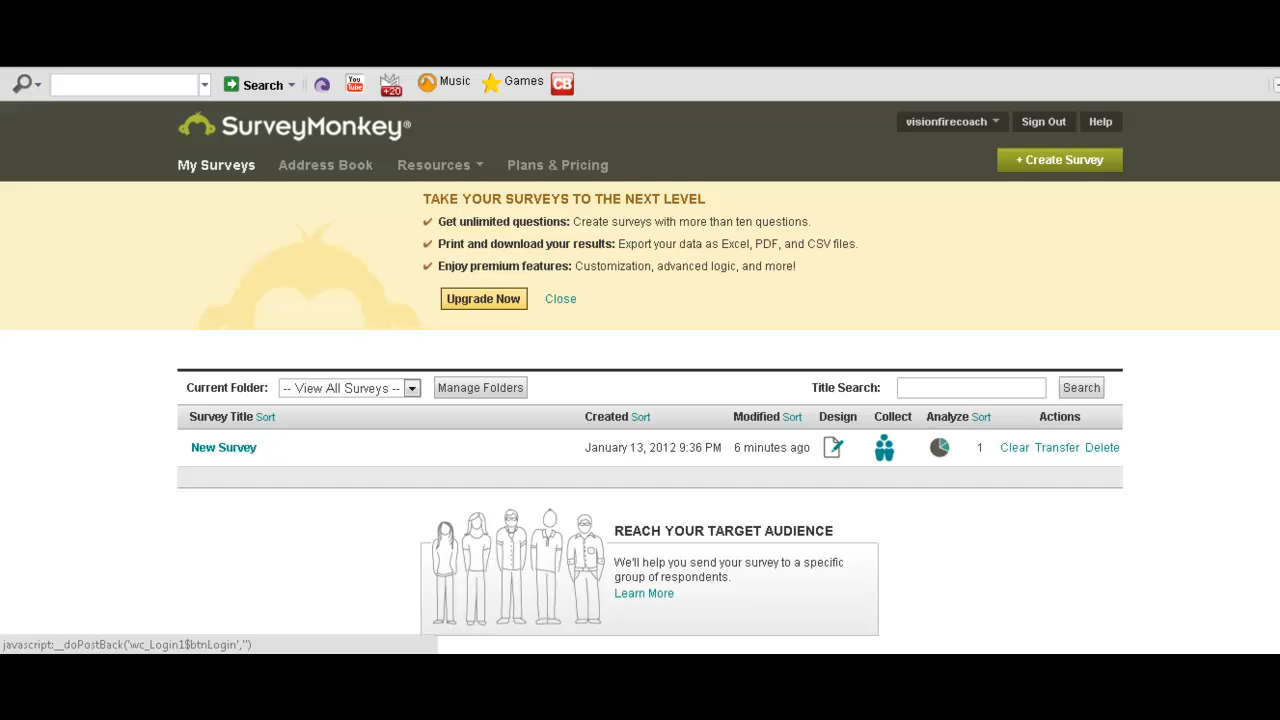 Search
You
Tube
+20
Music
Games
CB
SurveyMonkey®
visionfirecoach
Sign Out
Help
My Surveys
Address Book
Resources
Plans & Pricing
+ Create Survey
TAKE YOUR SURVEYS TO THE NEXT LEVEL
✔ Get unlimited questions: Create surveys with more than ten questions.
✔ Print and download your results: Export your data as Excel, PDF, and CSV files.
✔ Enjoy premium features: Customization, advanced logic, and more!
Upgrade Now
Close
Current Folder: -- View All Surveys -- Manage Folders
Title Search: Search
Survey Title Sort Created Sort Modified Sort Design Collect Analyze Sort Actions
New Survey January 13, 2012 9:36 PM 6 minutes ago 1 Clear Transfer Delete
REACH YOUR TARGET AUDIENCE
We'll help you send your survey to a specific
group of respondents.
Learn More
javascript:__doPostBack('wc_Login1$btnLogin','')